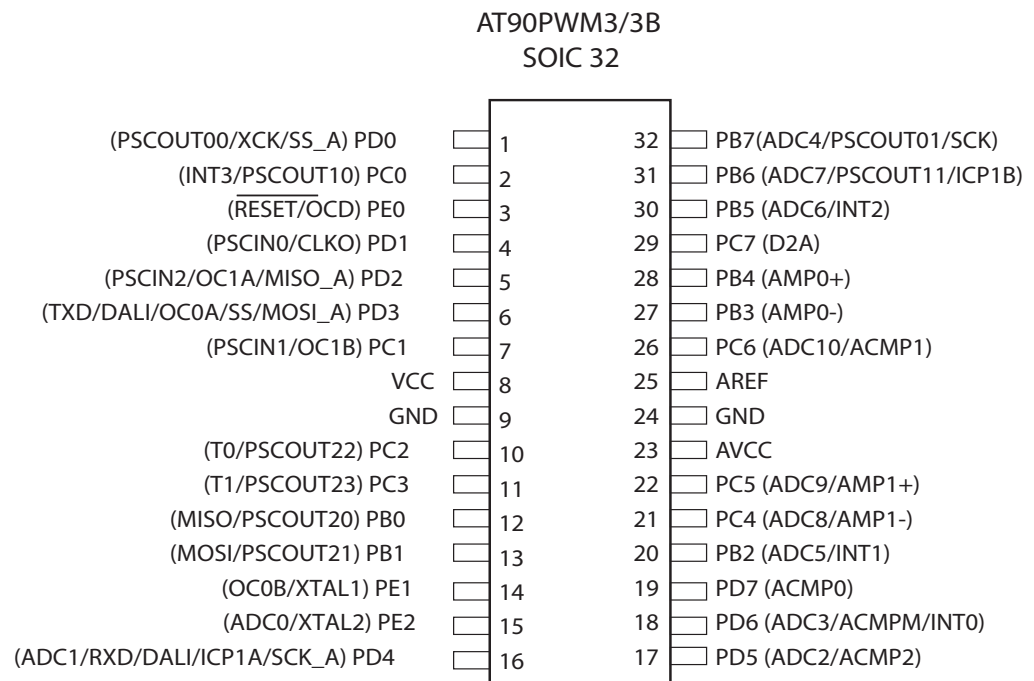 AT90PWM3/3B
SOIC 32
(PSCOUT00/XCK/SS_A) PD0 1 32 PB7(ADC4/PSCOUT01/SCK)
(INT3/PSCOUT10) PC0 2 31 PB6 (ADC7/PSCOUT11/ICP1B)
(RESET/OCD) PE0 3 30 PB5 (ADC6/INT2)
(PSCIN0/CLKO) PD1 4 29 PC7 (D2A)
(PSCIN2/OC1A/MISO_A) PD2 5 28 PB4 (AMP0+)
(TXD/DALI/OC0A/SS/MOSI_A) PD3 6 27 PB3 (AMP0-)
(PSCIN1/OC1B) PC1 7 26 PC6 (ADC10/ACMP1)
VCC 8 25 AREF
GND 9 24 GND
(T0/PSCOUT22) PC2 10 23 AVCC
(T1/PSCOUT23) PC3 11 22 PC5 (ADC9/AMP1+)
(MISO/PSCOUT20) PB0 12 21 PC4 (ADC8/AMP1-)
(MOSI/PSCOUT21) PB1 13 20 PB2 (ADC5/INT1)
(OC0B/XTAL1) PE1 14 19 PD7 (ACMP0)
(ADC0/XTAL2) PE2 15 18 PD6 (ADC3/ACMPM/INT0)
(ADC1/RXD/DALI/ICP1A/SCK_A) PD4 16 17 PD5 (ADC2/ACMP2)